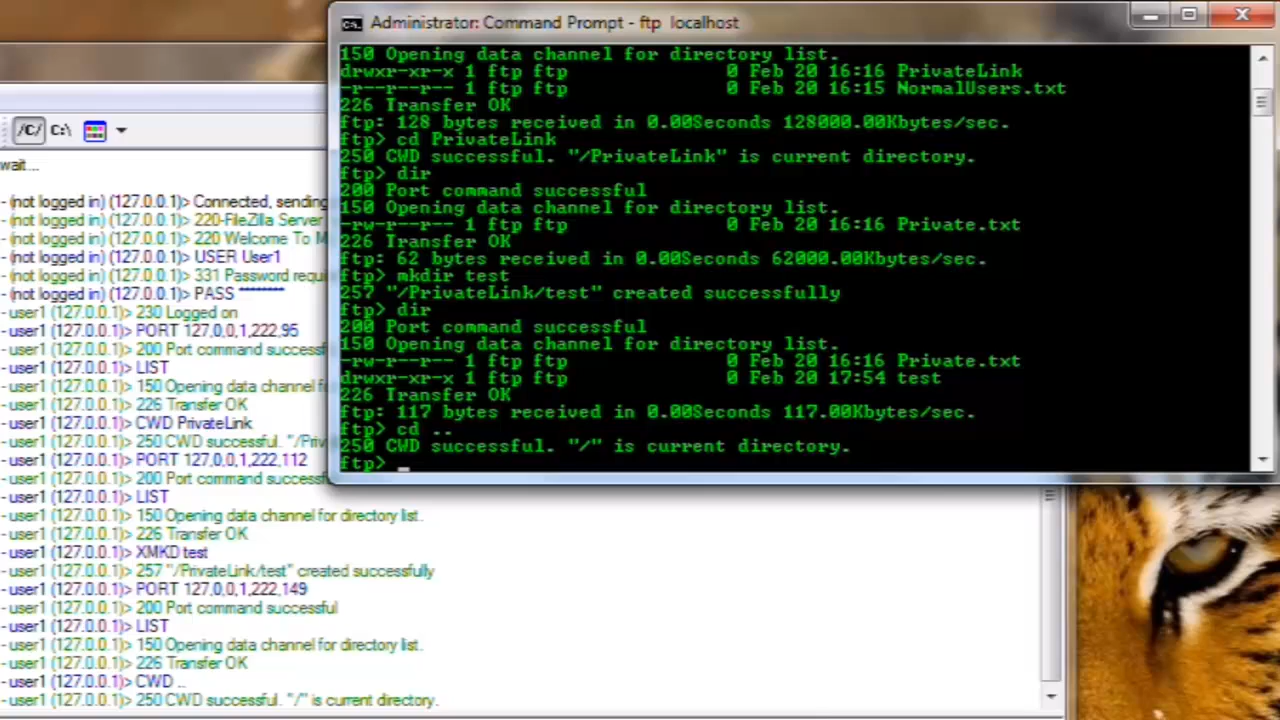 Administrator: Command Prompt - ftp localhost
150 Opening data channel for directory list.
drwxr-xr-x 1 ftp ftp 0 Feb 20 16:16 PrivateLink
-r--r--r-- 1 ftp ftp 0 Feb 20 16:15 NormalUsers.txt
226 Transfer OK
ftp: 128 bytes received in 0.00Seconds 128000.00Kbytes/sec.
ftp> cd PrivateLink
250 CWD successful. "/PrivateLink" is current directory.
ftp> dir
200 Port command successful
150 Opening data channel for directory list.
-rw-r--r-- 1 ftp ftp 0 Feb 20 16:16 Private.txt
226 Transfer OK
ftp: 62 bytes received in 0.00Seconds 62000.00Kbytes/sec.
ftp> mkdir test
257 "/PrivateLink/test" created successfully
ftp> dir
200 Port command successful
150 Opening data channel for directory list.
-rw-r--r-- 1 ftp ftp 0 Feb 20 16:16 Private.txt
drwxr-xr-x 1 ftp ftp 0 Feb 20 17:54 test
226 Transfer OK
ftp: 117 bytes received in 0.00Seconds 117.00Kbytes/sec.
ftp> cd ..
250 CWD successful. "/" is current directory.
ftp> _
/C/ C:\
wait...
- (not logged in) (127.0.0.1)> Connected, sending
- (not logged in) (127.0.0.1)> 220-FileZilla Server
- (not logged in) (127.0.0.1)> 220 Welcome To M
- (not logged in) (127.0.0.1)> USER User1
- (not logged in) (127.0.0.1)> 331 Password requi
- (not logged in) (127.0.0.1)> PASS *********
- user1 (127.0.0.1)> 230 Logged on
- user1 (127.0.0.1)> PORT 127,0,0,1,222,95
- user1 (127.0.0.1)> 200 Port command successf
- user1 (127.0.0.1)> LIST
- user1 (127.0.0.1)> 150 Opening data channel f
- user1 (127.0.0.1)> 226 Transfer OK
- user1 (127.0.0.1)> CWD PrivateLink
- user1 (127.0.0.1)> 250 CWD successful. "/Priv
- user1 (127.0.0.1)> PORT 127,0,0,1,222,112
- user1 (127.0.0.1)> 200 Port command successf
- user1 (127.0.0.1)> LIST
- user1 (127.0.0.1)> 150 Opening data channel for directory list.
- user1 (127.0.0.1)> 226 Transfer OK
- user1 (127.0.0.1)> XMKD test
- user1 (127.0.0.1)> 257 "/PrivateLink/test" created successfully
- user1 (127.0.0.1)> PORT 127,0,0,1,222,149
- user1 (127.0.0.1)> 200 Port command successful
- user1 (127.0.0.1)> LIST
- user1 (127.0.0.1)> 150 Opening data channel for directory list.
- user1 (127.0.0.1)> 226 Transfer OK
- user1 (127.0.0.1)> CWD ..
- user1 (127.0.0.1)> 250 CWD successful. "/" is current directory.